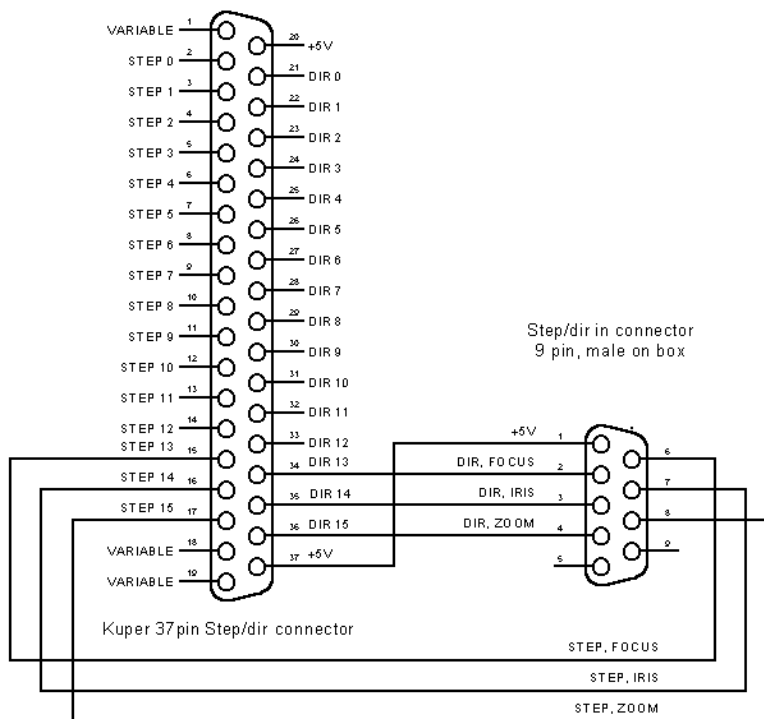 VARIABLE 1
20 +5V
STEP 0 2
21 DIR 0
STEP 1 3
22 DIR 1
STEP 2 4
23 DIR 2
STEP 3 5
24 DIR 3
STEP 4 6
25 DIR 4
STEP 5 7
26 DIR 5
STEP 6 8
27 DIR 6
STEP 7 9
28 DIR 7
STEP 8 10
29 DIR 8
STEP 9 11
30 DIR 9
STEP 10 12
31 DIR 10
STEP 11 13
32 DIR 11
STEP 12 14
33 DIR 12
STEP 13 15
34 DIR 13
STEP 14 16
35 DIR 14
STEP 15 17
36 DIR 15
VARIABLE 18
37 +5V
VARIABLE 19
Kuper 37pin Step/dir connector
Step/dir in connector
9 pin, male on box
+5V 1
6
DIR, FOCUS 2
7
DIR, IRIS 3
8
DIR, ZOOM 4
9
5
STEP, FOCUS
STEP, IRIS
STEP, ZOOM